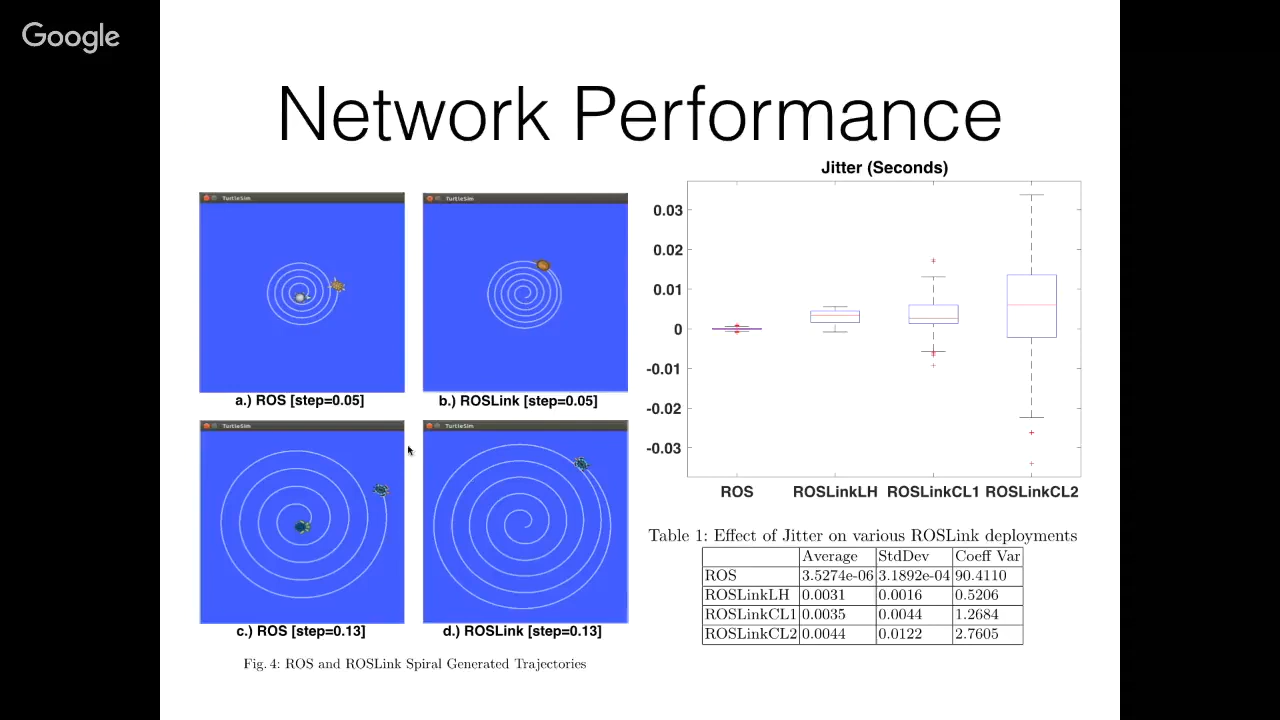 Google
Network Performance
TurtleSim
TurtleSim
a.) ROS [step=0.05]
b.) ROSLink [step=0.05]
TurtleSim
TurtleSim
c.) ROS [step=0.13]
d.) ROSLink [step=0.13]
Fig. 4: ROS and ROSLink Spiral Generated Trajectories
Jitter (Seconds)
0.03
0.02
0.01
0
-0.01
-0.02
-0.03
ROS ROSLinkLH ROSLinkCL1 ROSLinkCL2
Table 1: Effect of Jitter on various ROSLink deployments
Average StdDev Coeff Var
ROS 3.5274e-06 3.1892e-04 90.4110
ROSLinkLH 0.0031 0.0016 0.5206
ROSLinkCL1 0.0035 0.0044 1.2684
ROSLinkCL2 0.0044 0.0122 2.7605